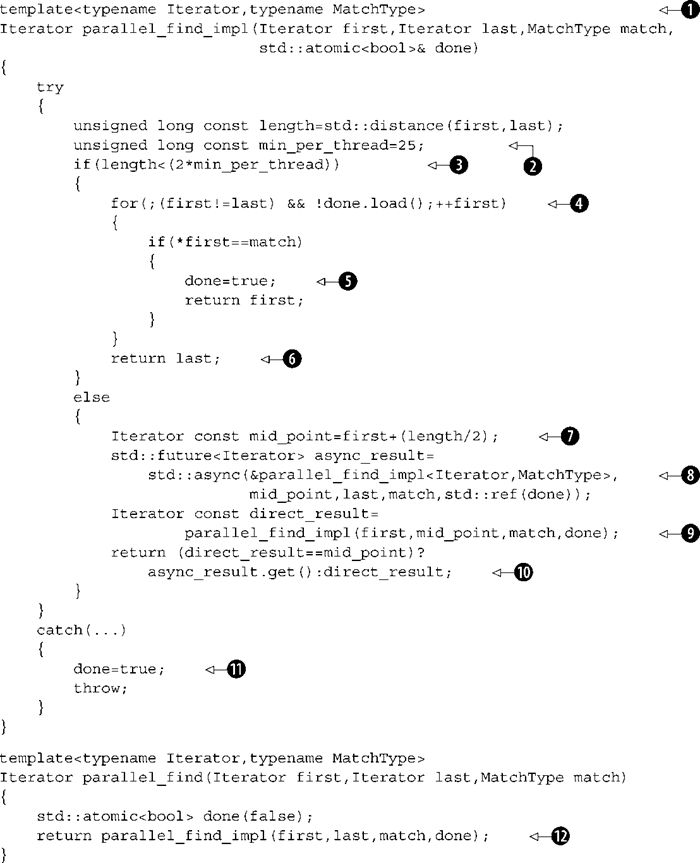 template<typename Iterator,typename MatchType> 1
Iterator parallel_find_impl(Iterator first,Iterator last,MatchType match,
                            std::atomic<bool>& done)
{
    try
    {
        unsigned long const length=std::distance(first,last);
        unsigned long const min_per_thread=25; 2
        if(length<(2*min_per_thread)) 3
        {
            for(;(first!=last) && !done.load();++first) 4
            {
                if(*first==match)
                {
                    done=true; 5
                    return first;
                }
            }
            return last; 6
        }
        else
        {
            Iterator const mid_point=first+(length/2); 7
            std::future<Iterator> async_result=
                std::async(&parallel_find_impl<Iterator,MatchType>, 8
                           mid_point,last,match,std::ref(done));
            Iterator const direct_result=
                    parallel_find_impl(first,mid_point,match,done); 9
            return (direct_result==mid_point)?
                async_result.get():direct_result; 10
        }
    }
    catch(...)
    {
        done=true; 11
        throw;
    }
}
template<typename Iterator,typename MatchType>
Iterator parallel_find(Iterator first,Iterator last,MatchType match)
{
    std::atomic<bool> done(false);
    return parallel_find_impl(first,last,match,done); 12
}